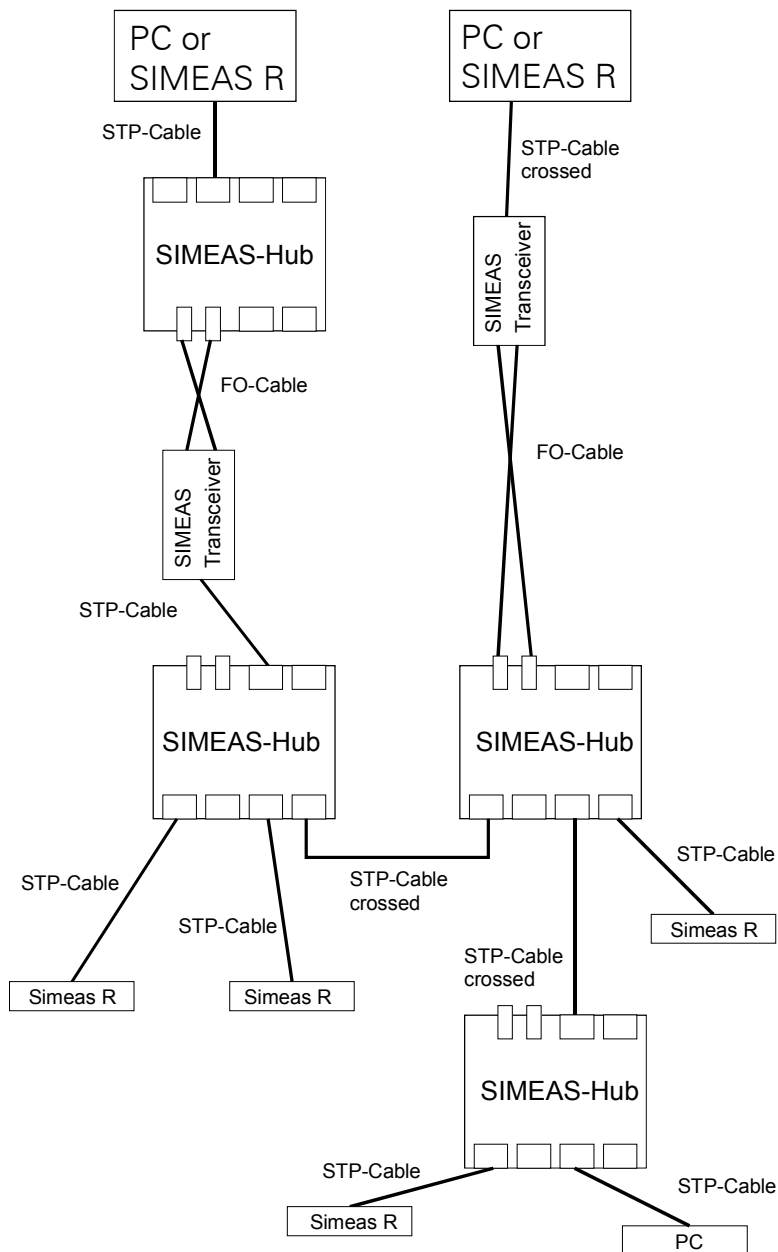 PC or
SIMEAS R
PC or
SIMEAS R
STP-Cable
STP-Cable
crossed
SIMEAS-Hub
SIMEAS
Transceiver
FO-Cable
FO-Cable
SIMEAS
Transceiver
STP-Cable
SIMEAS-Hub
SIMEAS-Hub
STP-Cable
STP-Cable
STP-Cable
crossed
STP-Cable
Simeas R
Simeas R
Simeas R
STP-Cable
crossed
SIMEAS-Hub
STP-Cable
STP-Cable
Simeas R
PC